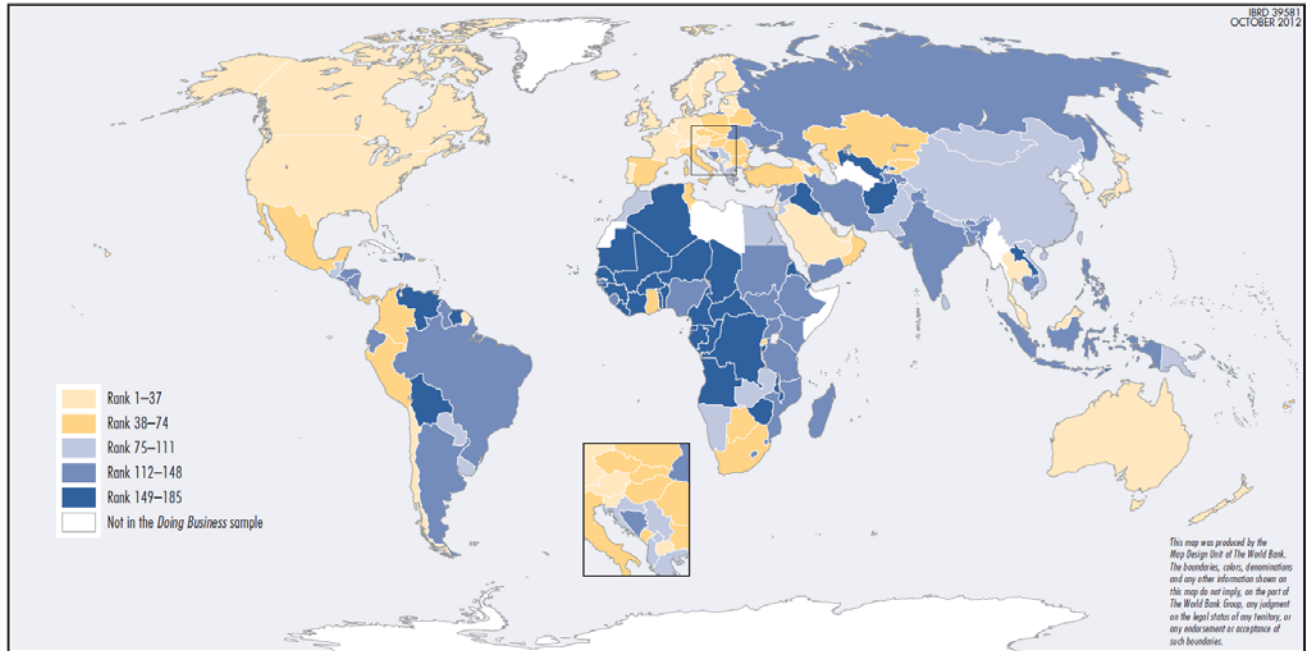 IBRD 39581
OCTOBER 2012
Rank 1–37
Rank 38–74
Rank 75–111
Rank 112–148
Rank 149–185
Not in the Doing Business sample
This map was produced by the
Map Design Unit of The World Bank.
The boundaries, colors, denominations
and any other information shown on
this map do not imply, on the part of
The World Bank Group, any judgment
on the legal status of any territory, or
any endorsement or acceptance of
such boundaries.